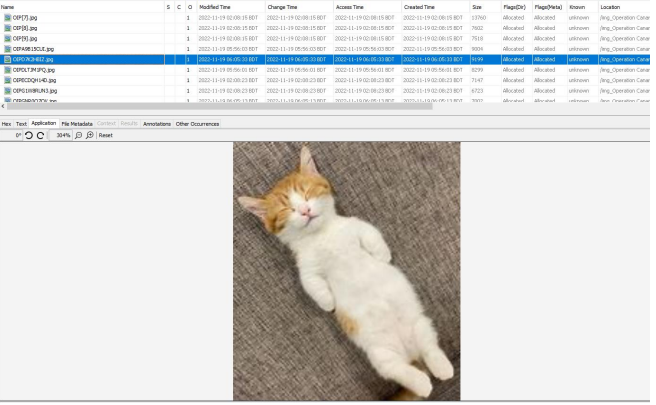 Name S C O Modified Time Change Time Access Time Created Time Size Flags(Dir) Flags(Meta) Known Location
OIP[7].jpg 1 2022-11-19 02:08:15 BDT 2022-11-19 02:08:15 BDT 2022-11-19 02:08:15 BDT 2022-11-19 02:08:15 BDT 13760 Allocated Allocated unknown /img_Operation Canar
OIP[8].jpg 1 2022-11-19 02:08:15 BDT 2022-11-19 02:08:15 BDT 2022-11-19 02:08:15 BDT 2022-11-19 02:08:15 BDT 7602 Allocated Allocated unknown /img_Operation Canar
OIP[9].jpg 1 2022-11-19 02:08:15 BDT 2022-11-19 02:08:15 BDT 2022-11-19 02:08:15 BDT 2022-11-19 02:08:15 BDT 7518 Allocated Allocated unknown /img_Operation Canar
1 2022-11-19 05:56:03 BDT 2022-11-19 05:56:03 BDT 2022-11-19 05:56:03 BDT 2022-11-19 05:56:03 BDT 9004 Allocated Allocated unknown /img_Operation Canar
1 2022-11-19 06:05:33 BDT 2022-11-19 06:05:33 BDT 2022-11-19 06:05:33 BDT 2022-11-19 06:05:33 BDT 9199 Allocated Allocated unknown /img_Operation Canar
1 2022-11-19 05:56:01 BDT 2022-11-19 05:56:01 BDT 2022-11-19 05:56:01 BDT 2022-11-19 05:56:01 BDT 8299 Allocated Allocated unknown /img_Operation Canar
1 2022-11-19 02:08:23 BDT 2022-11-19 02:08:23 BDT 2022-11-19 02:08:23 BDT 2022-11-19 02:08:23 BDT 7147 Allocated Allocated unknown /img_Operation Canar
1 2022-11-19 02:08:23 BDT 2022-11-19 02:08:23 BDT 2022-11-19 02:08:23 BDT 2022-11-19 02:08:23 BDT 6723 Allocated Allocated unknown /img_Operation Canar
Hex Text Application File Metadata Context Results Annotations Other Occurrences
0° 304% Reset